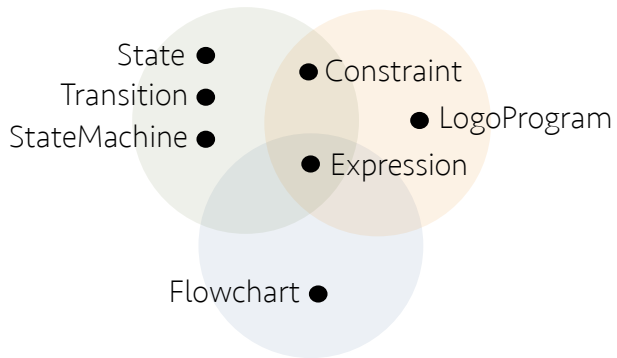 State
Transition
StateMachine
Constraint
LogoProgram
Expression
Flowchart